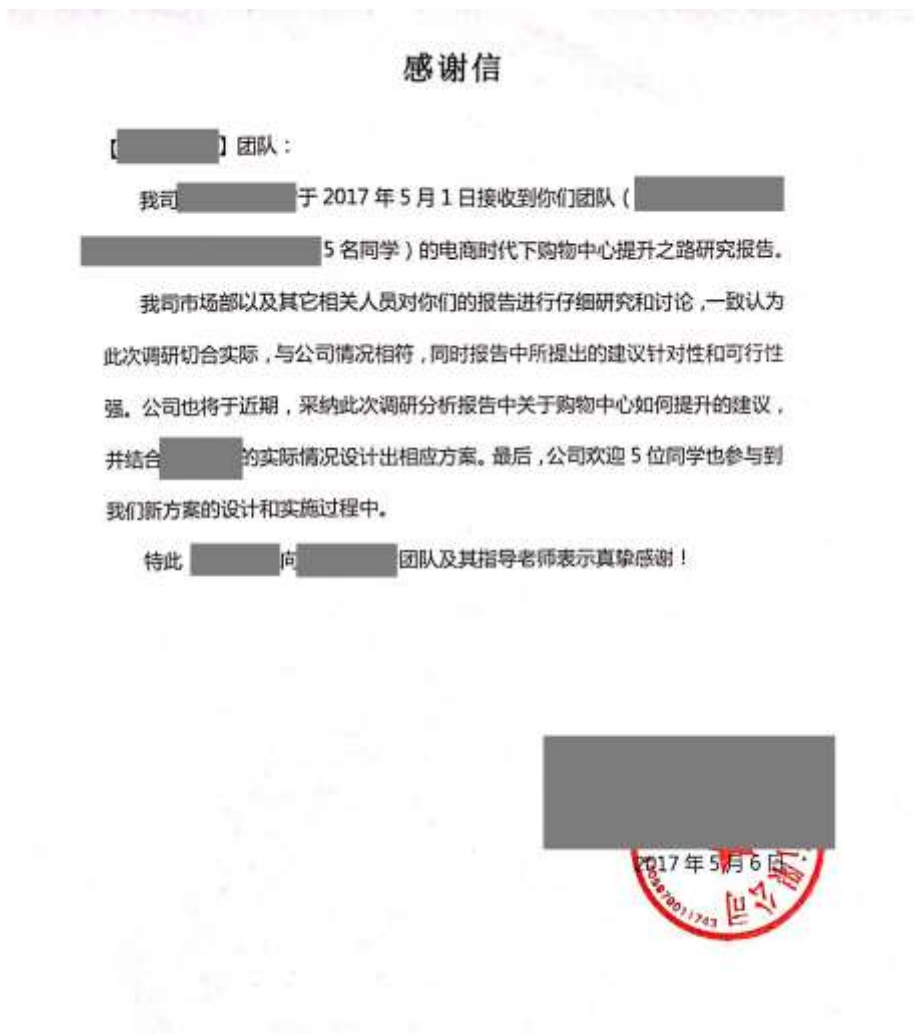 感谢信
【 】团队：
我司 于 2017 年 5 月 1 日接收到你们团队（
5 名同学）的电商时代下购物中心提升之路研究报告。
我司市场部以及其它相关人员对你们的报告进行仔细研究和讨论，一致认为
此次调研切合实际，与公司情况相符，同时报告中所提出的建议针对性和可行性
强。公司也将于近期，采纳此次调研分析报告中关于购物中心如何提升的建议，
并结合 的实际情况设计出相应方案。最后，公司欢迎 5 位同学也参与到
我们新方案的设计和实施过程中。
特此 向 团队及其指导老师表示真挚感谢！
2017 年 5 月 6 日
限公司